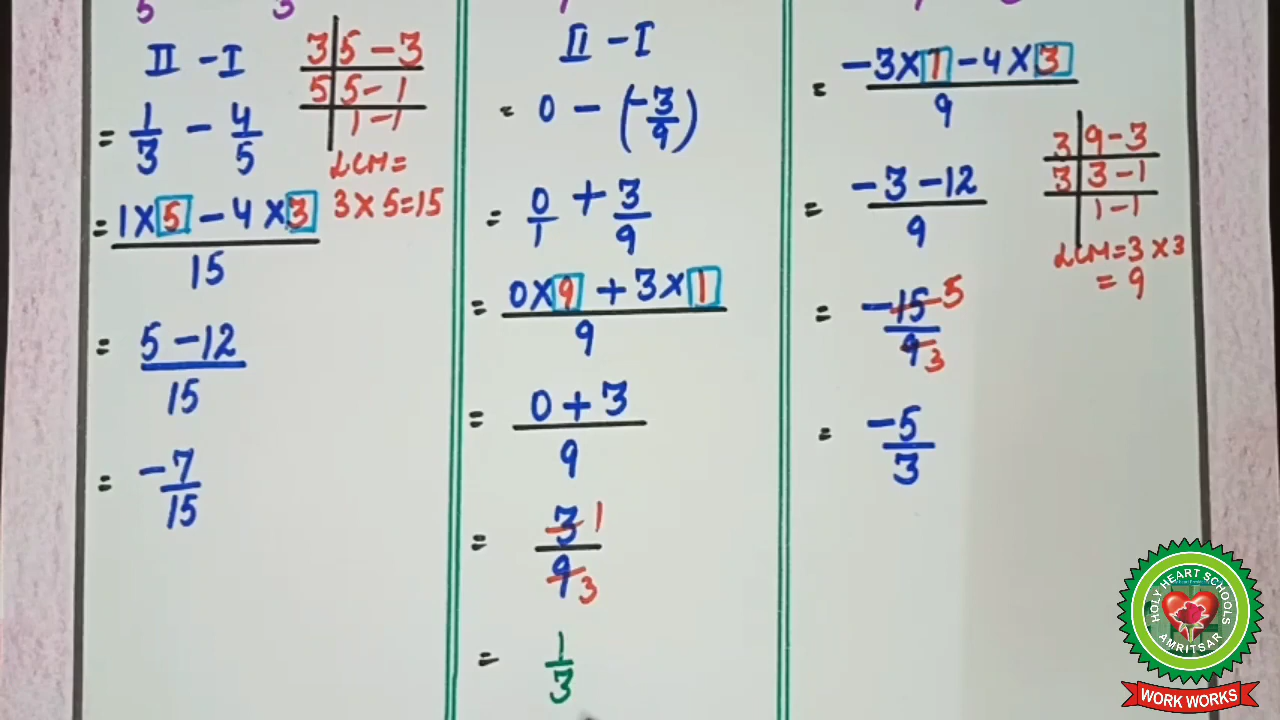 5 3
II - I
3 | 5 - 3
5 | 5 - 1
1 - 1
LCM =
3 × 5 = 15
= 1/3 - 4/5
= 1×5 - 4×3 / 15
= 5 - 12 / 15
= -7/15
II - I
= 0 - (-3/9)
= 0/1 + 3/9
= 0×9 + 3×1 / 9
= 0 + 3 / 9
= 3/9 1 3
= 1/3
= -3×1 - 4×3 / 9
3 | 9 - 3
3 | 3 - 1
1 - 1
LCM = 3 × 3
= 9
= -3 - 12 / 9
= -15/9 5 3
= -5/3
HOLY HEART SCHOOLS
AMRITSAR
WORK WORKS